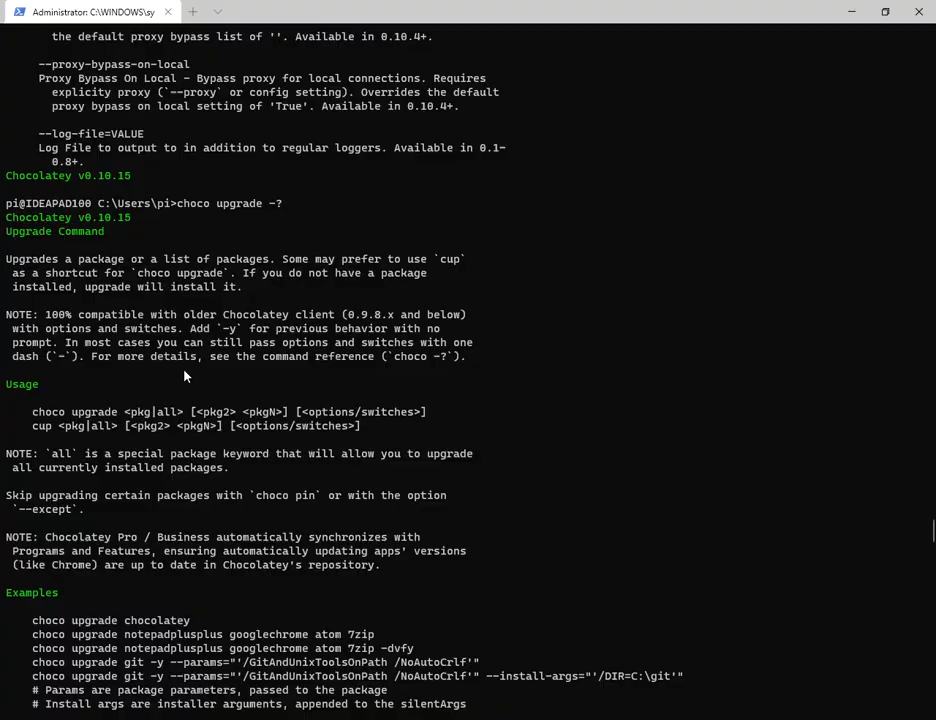 Administrator: C:\WINDOWS\sy
the default proxy bypass list of ''. Available in 0.10.4+.
--proxy-bypass-on-local
Proxy Bypass On Local - Bypass proxy for local connections. Requires
explicity proxy (`--proxy` or config setting). Overrides the default
proxy bypass on local setting of 'True'. Available in 0.10.4+.
--log-file=VALUE
Log File to output to in addition to regular loggers. Available in 0.1-
0.8+.
Chocolatey v0.10.15
pi@IDEAPAD100 C:\Users\pi>choco upgrade -?
Chocolatey v0.10.15
Upgrade Command
Upgrades a package or a list of packages. Some may prefer to use `cup`
as a shortcut for `choco upgrade`. If you do not have a package
installed, upgrade will install it.
NOTE: 100% compatible with older Chocolatey client (0.9.8.x and below)
with options and switches. Add `-y` for previous behavior with no
prompt. In most cases you can still pass options and switches with one
dash (`-`). For more details, see the command reference (`choco -?`).
Usage
choco upgrade <pkg|all> [<pkg2> <pkgN>] [<options/switches>]
cup <pkg|all> [<pkg2> <pkgN>] [<options/switches>]
NOTE: `all` is a special package keyword that will allow you to upgrade
all currently installed packages.
Skip upgrading certain packages with `choco pin` or with the option
`--except`.
NOTE: Chocolatey Pro / Business automatically synchronizes with
Programs and Features, ensuring automatically updating apps' versions
(like Chrome) are up to date in Chocolatey's repository.
Examples
choco upgrade chocolatey
choco upgrade notepadplusplus googlechrome atom 7zip
choco upgrade notepadplusplus googlechrome atom 7zip -dvfy
choco upgrade git -y --params="'/GitAndUnixToolsOnPath /NoAutoCrlf'"
choco upgrade git -y --params="'/GitAndUnixToolsOnPath /NoAutoCrlf'" --install-args="'/DIR=C:\git'"
# Params are package parameters, passed to the package
# Install args are installer arguments, appended to the silentArgs